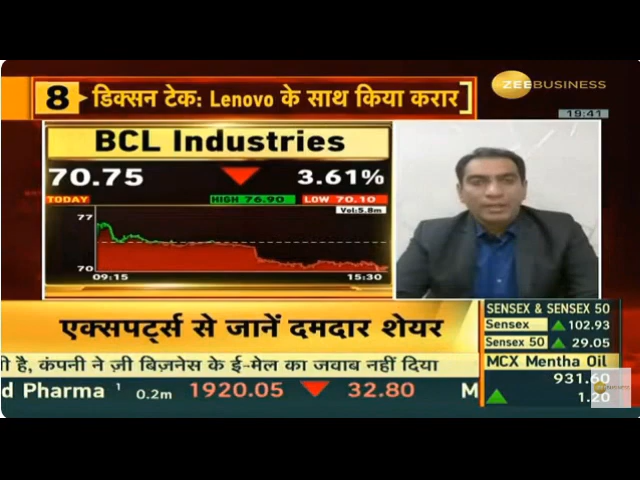 8 डिक्सन टेक: Lenovo के साथ किया करार
ZEEBUSINESS
19:41
BCL Industries
70.75 3.61%
TODAY HIGH 76.90 LOW 70.10
Vol:5.8m
77
70
09:15 15:30
एक्सपर्ट्स से जानें दमदार शेयर
SENSEX & SENSEX 50
Sensex 102.93
Sensex 50 29.05
MCX Mentha Oil
931.60
1.20
है, कंपनी ने ज़ी बिज़नेस के ई-मेल का जवाब नहीं दिया
d Pharma 1 0.2m 1920.05 32.80 M
ZEEBUSINESS